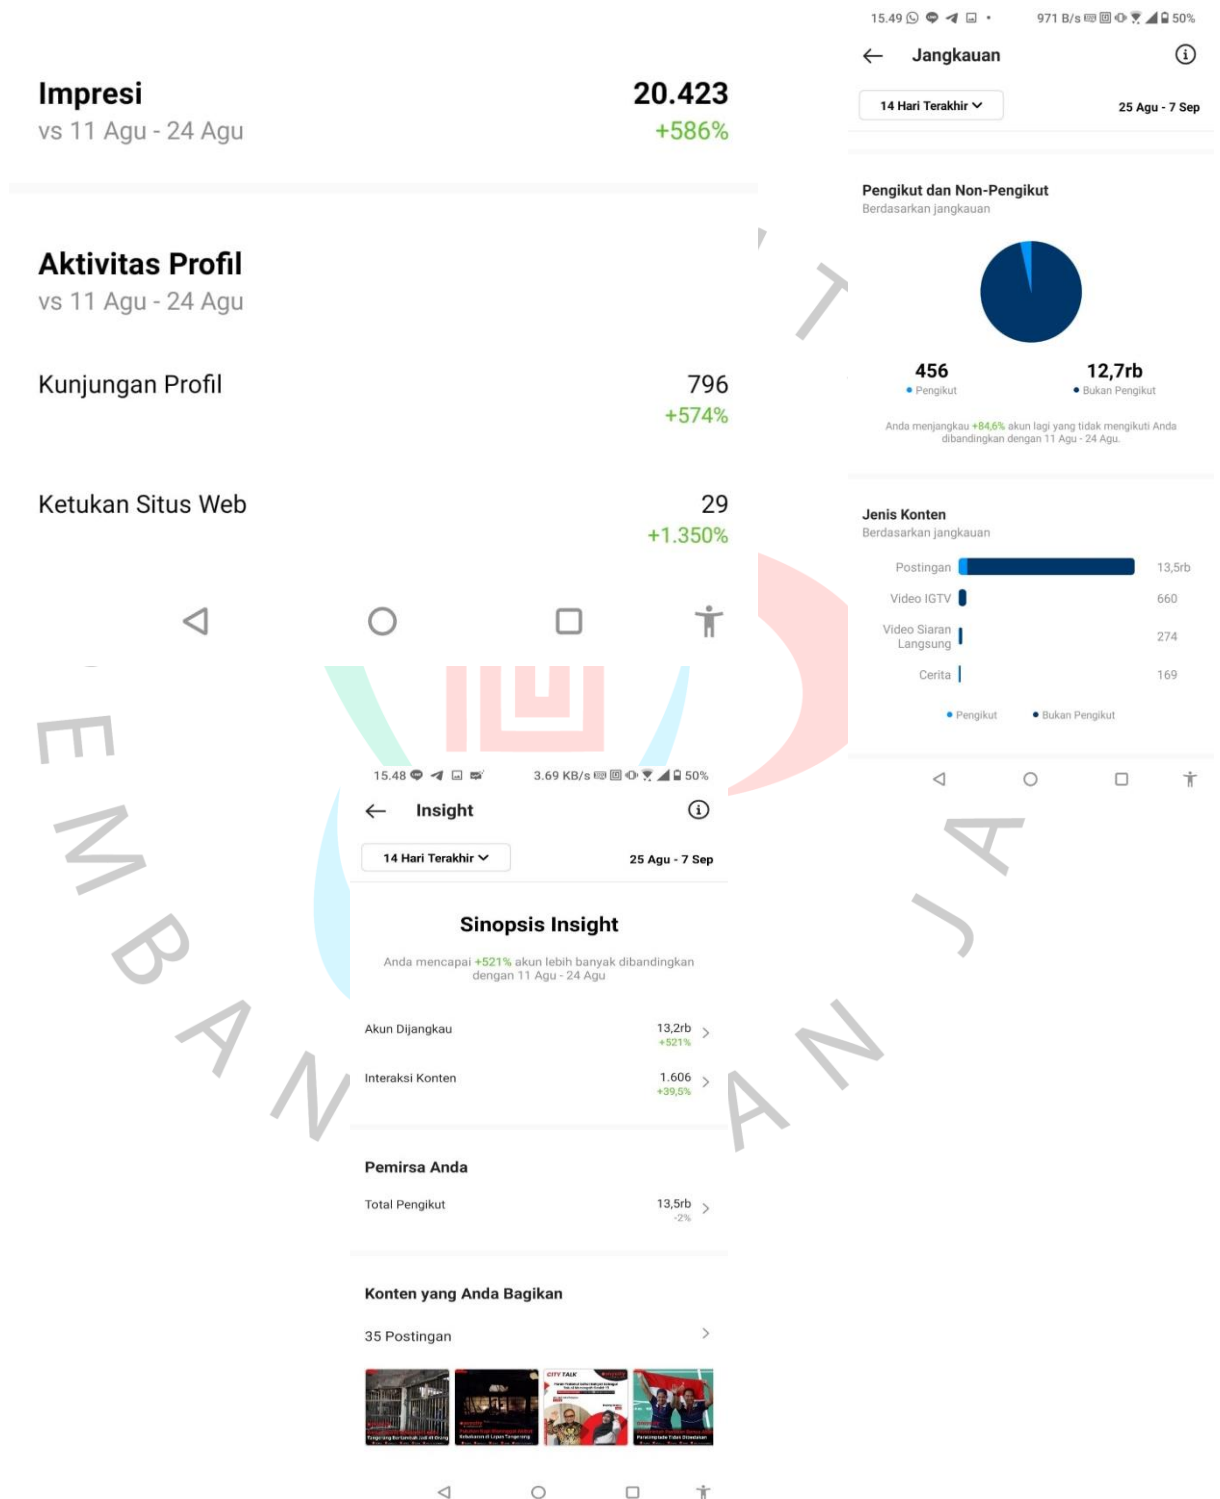 Impresi 20.423
vs 11 Agu - 24 Agu +586%
Aktivitas Profil
vs 11 Agu - 24 Agu
Kunjungan Profil 796
+574%
Ketukan Situs Web 29
+1.350%
15.49 971 B/s 50%
Jangkauan
14 Hari Terakhir 25 Agu - 7 Sep
Pengikut dan Non-Pengikut
Berdasarkan jangkauan
456 12,7rb
Pengikut Bukan Pengikut
Anda menjangkau +84,6% akun lagi yang tidak mengikuti Anda
dibandingkan dengan 11 Agu - 24 Agu.
Jenis Konten
Berdasarkan jangkauan
Postingan 13,5rb
Video IGTV 660
Video Siaran
Langsung 274
Cerita 169
Pengikut Bukan Pengikut
15.48 3.69 KB/s 50%
Insight
14 Hari Terakhir 25 Agu - 7 Sep
Sinopsis Insight
Anda mencapai +521% akun lebih banyak dibandingkan
dengan 11 Agu - 24 Agu
Akun Dijangkau 13,2rb
+521%
Interaksi Konten 1.606
+39,5%
Pemirsa Anda
Total Pengikut 13,5rb
-2%
Konten yang Anda Bagikan
35 Postingan
CITY TALK
E M B A N G U N A N J A